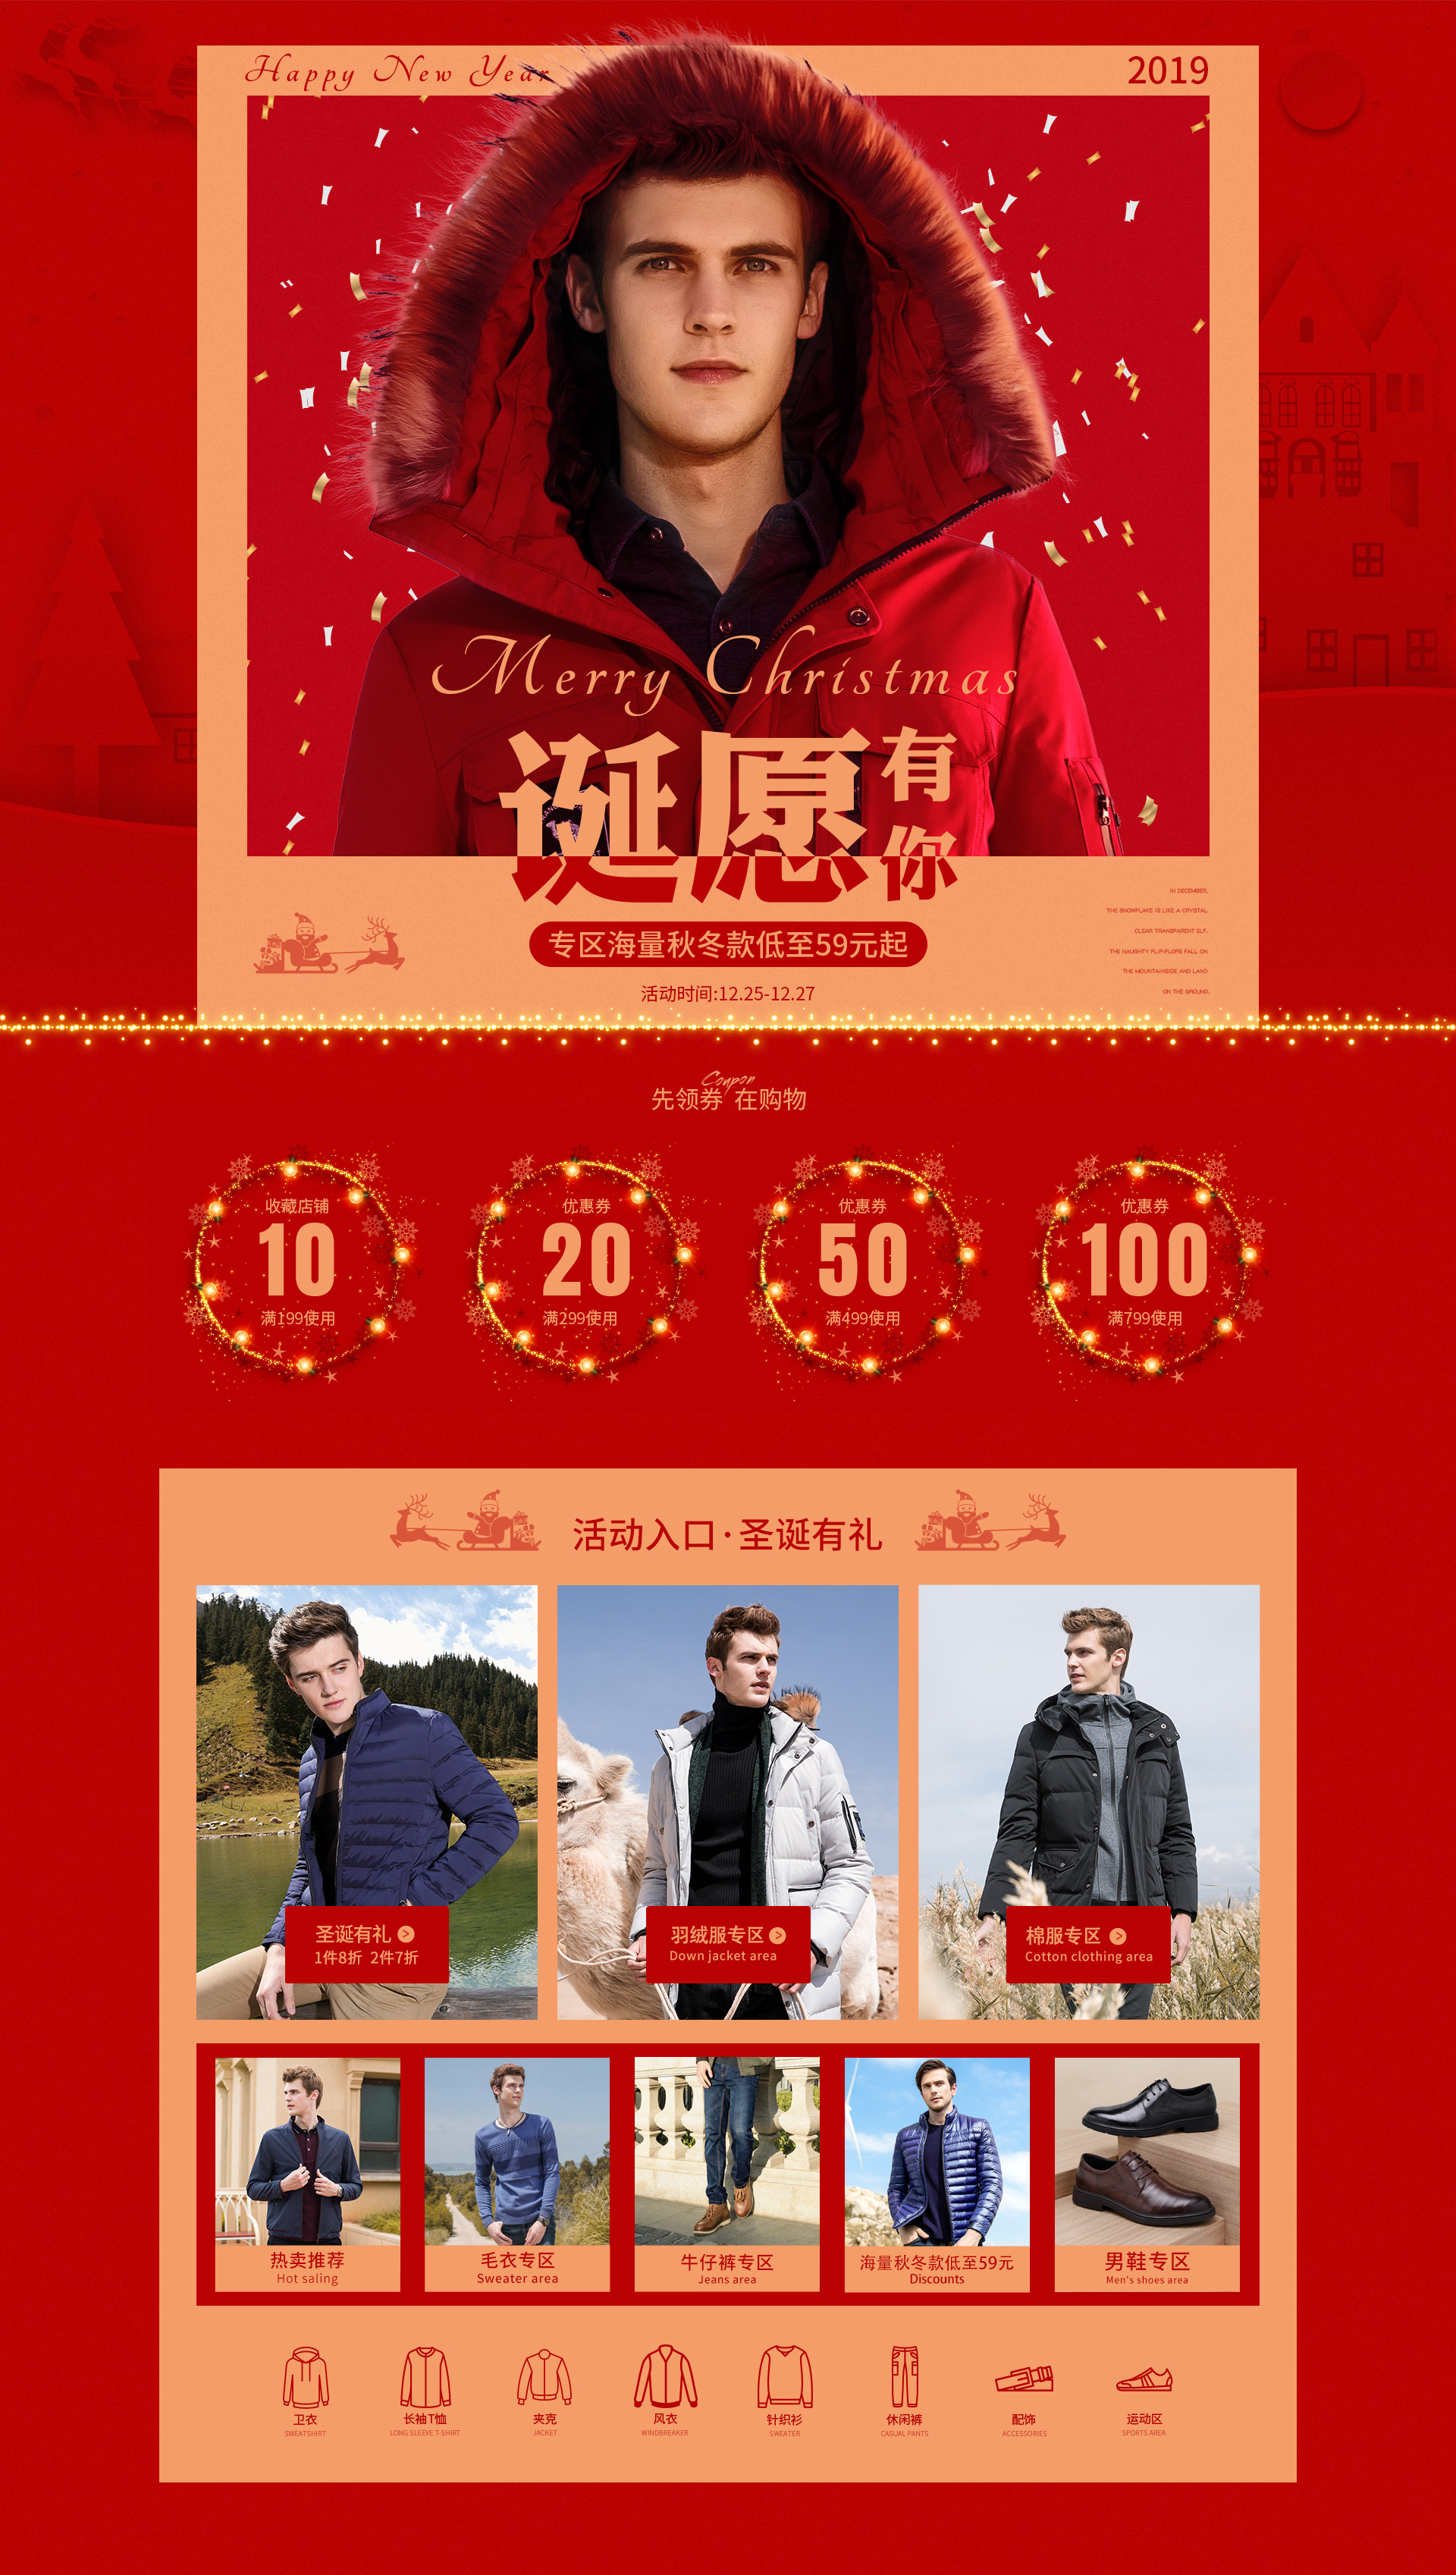 Happy New Year
2019
Merry Christmas
诞愿有你
专区海量秋冬款低至59元起
活动时间:12.25-12.27
IN DECEMBER,
THE SNOWFLAKE IS LIKE A CRYSTAL
CLEAR TRANSPARENT ELF.
THE NAUGHTY FLIP-FLOPS FALL ON
THE MOUNTAINSIDE AND LAND
ON THE GROUND.
Coupon
先领券 在购物
收藏店铺
10
满199使用
优惠券
20
满299使用
优惠券
50
满499使用
优惠券
100
满799使用
活动入口·圣诞有礼
圣诞有礼 >
1件8折 2件7折
羽绒服专区 >
Down jacket area
棉服专区 >
Cotton clothing area
热卖推荐
Hot saling
毛衣专区
Sweater area
牛仔裤专区
Jeans area
海量秋冬款低至59元
Discounts
男鞋专区
Men's shoes area
卫衣
SWEATSHIRT
长袖T恤
LONG SLEEVE T-SHIRT
夹克
JACKET
风衣
WINDBREAKER
针织衫
SWEATER
休闲裤
CASUAL PANTS
配饰
ACCESSORIES
运动区
SPORTS AREA